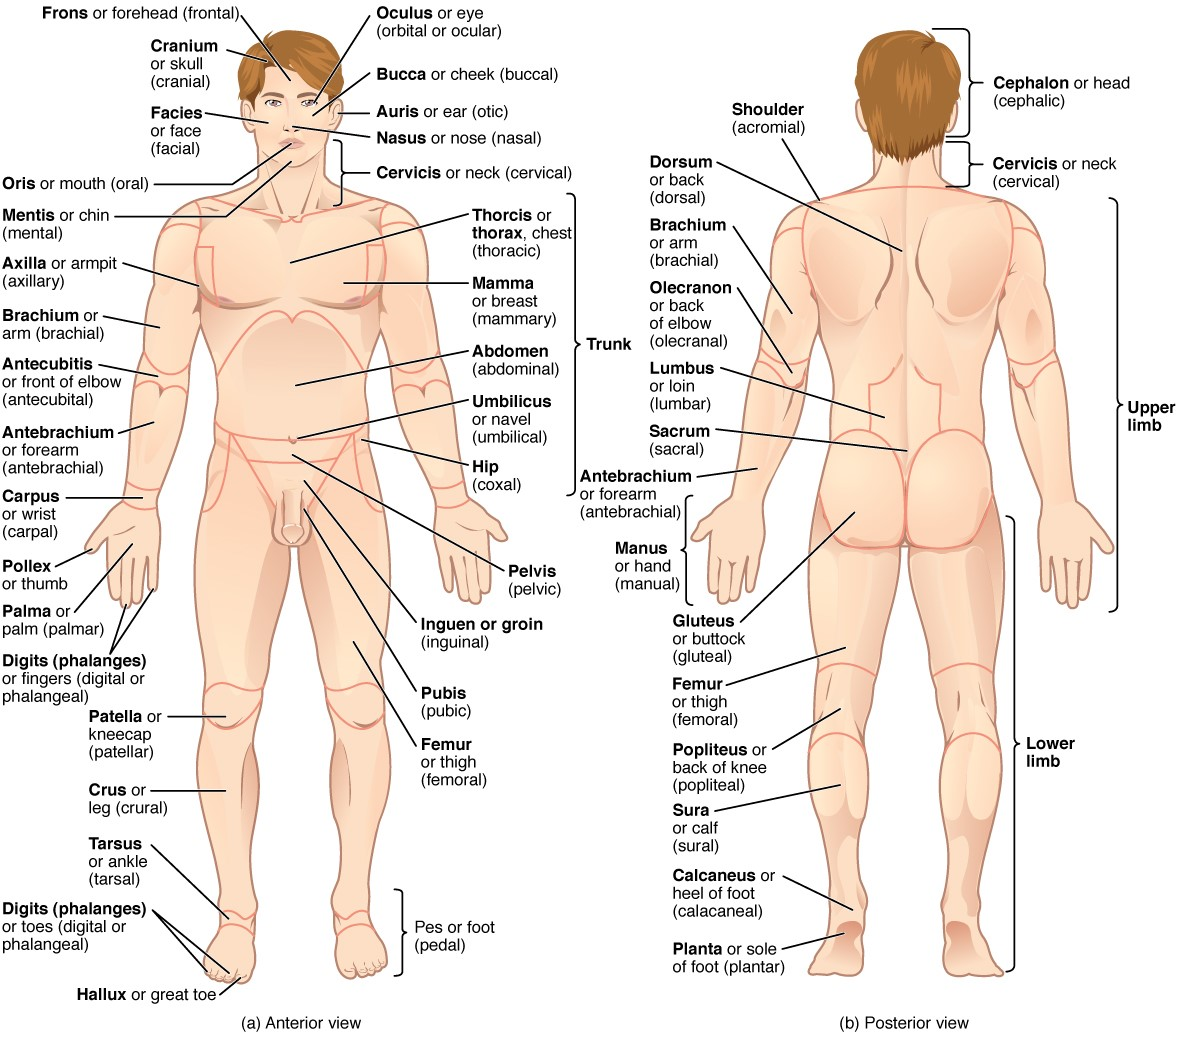 Frons or forehead (frontal)
Cranium
or skull
(cranial)
Facies
or face
(facial)
Oris or mouth (oral)
Mentis or chin
(mental)
Axilla or armpit
(axillary)
Brachium or
arm (brachial)
Antecubitis
or front of elbow
(antecubital)
Antebrachium
or forearm
(antebrachial)
Carpus
or wrist
(carpal)
Pollex
or thumb
Palma or
palm (palmar)
Digits (phalanges)
or fingers (digital or
phalangeal)
Patella or
kneecap
(patellar)
Crus or
leg (crural)
Tarsus
or ankle
(tarsal)
Digits (phalanges)
or toes (digital or
phalangeal)
Hallux or great toe
Oculus or eye
(orbital or ocular)
Bucca or cheek (buccal)
Auris or ear (otic)
Nasus or nose (nasal)
Cervicis or neck (cervical)
Thorcis or
thorax, chest
(thoracic)
Mamma
or breast
(mammary)
Abdomen
(abdominal)
Umbilicus
or navel
(umbilical)
Hip
(coxal)
Trunk
Pelvis
(pelvic)
Inguen or groin
(inguinal)
Pubis
(pubic)
Femur
or thigh
(femoral)
Pes or foot
(pedal)
(a) Anterior view
Shoulder
(acromial)
Dorsum
or back
(dorsal)
Brachium
or arm
(brachial)
Olecranon
or back
of elbow
(olecranal)
Lumbus
or loin
(lumbar)
Sacrum
(sacral)
Antebrachium
or forearm
(antebrachial)
Manus
or hand
(manual)
Gluteus
or buttock
(gluteal)
Femur
or thigh
(femoral)
Popliteus or
back of knee
(popliteal)
Sura
or calf
(sural)
Calcaneus or
heel of foot
(calacaneal)
Planta or sole
of foot (plantar)
Cephalon or head
(cephalic)
Cervicis or neck
(cervical)
Upper
limb
Lower
limb
(b) Posterior view